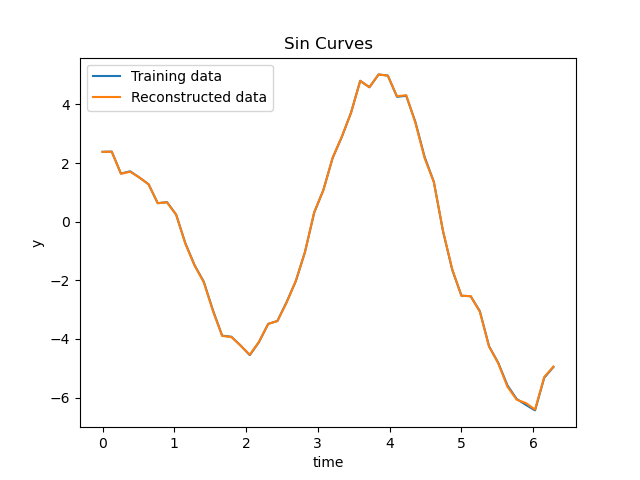 Sin Curves
Training data
Reconstructed data
4
2
0
−2
−4
−6
y
0 1 2 3 4 5 6
time